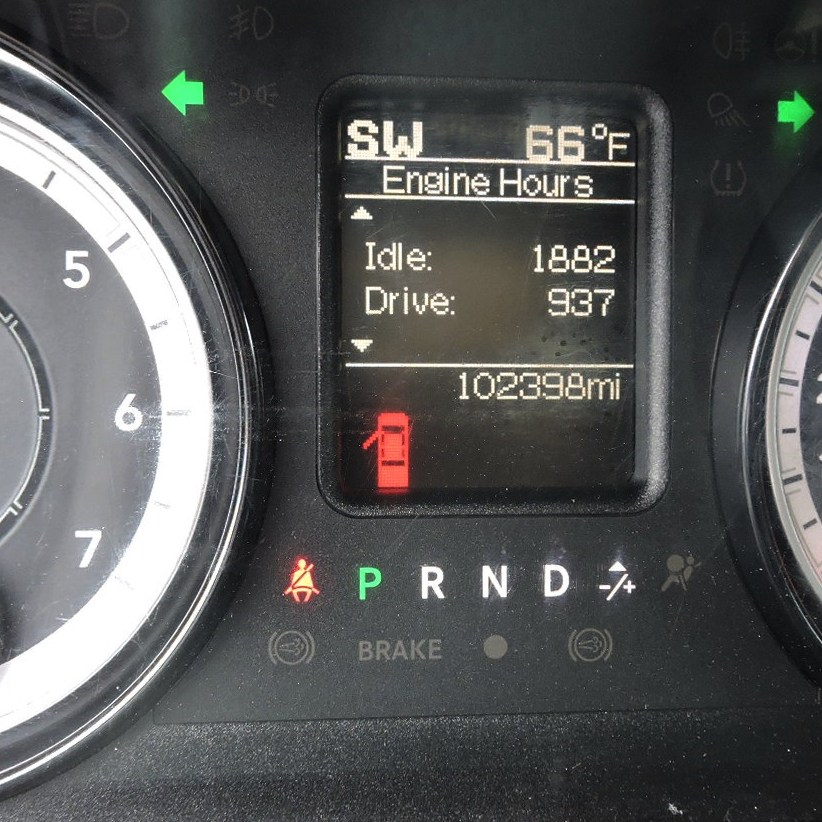 SW 66°F
Engine Hours
Idle: 1882
Drive: 937
102398mi
5
6
7
P R N D -/+
BRAKE